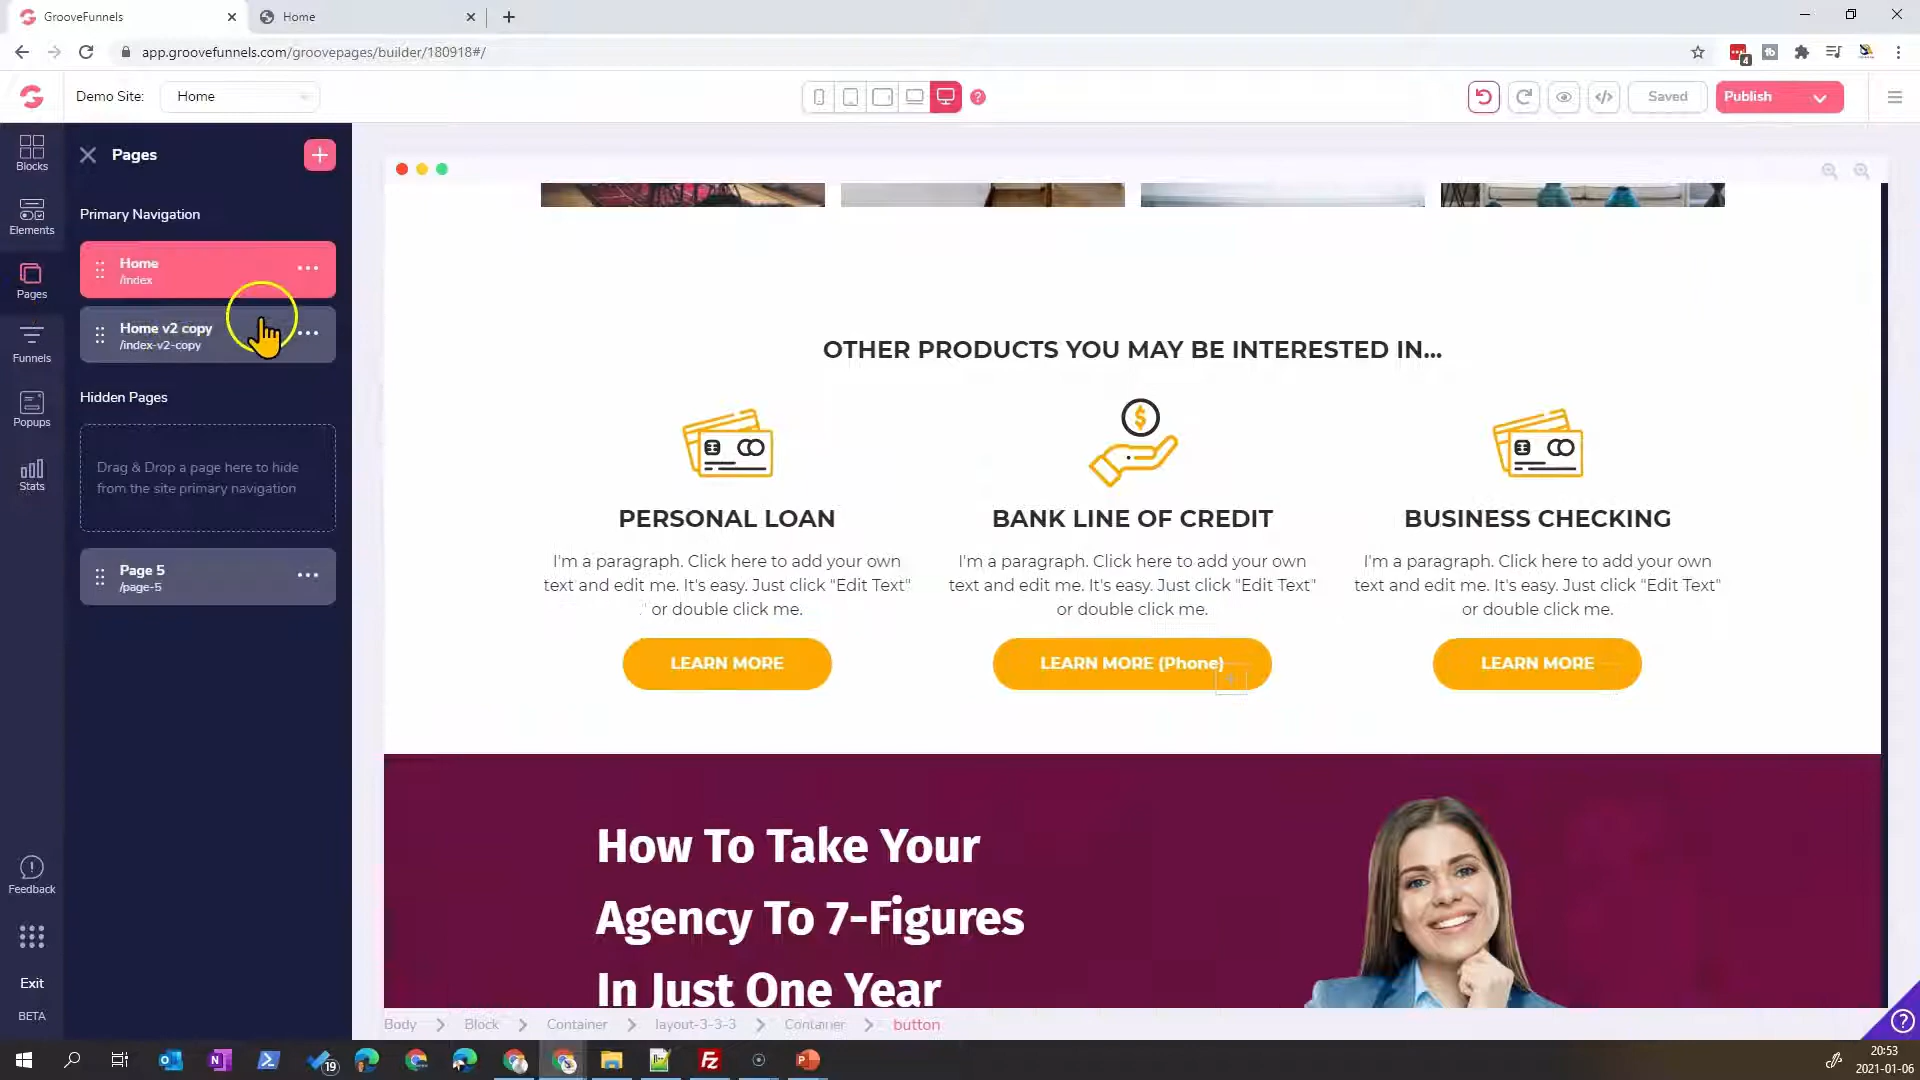 GrooveFunnels
Home
app.groovefunnels.com/groovepages/builder/180918#/
4
Demo Site:
Home
Saved
Publish
Blocks
Elements
Pages
Funnels
Popups
Stats
Feedback
Exit
BETA
Pages
Primary Navigation
Home
/index
Home v2 copy
/index-v2-copy
Hidden Pages
Drag & Drop a page here to hide
from the site primary navigation
Page 5
/page-5
OTHER PRODUCTS YOU MAY BE INTERESTED IN...
PERSONAL LOAN
I'm a paragraph. Click here to add your own
text and edit me. It's easy. Just click "Edit Text"
or double click me.
LEARN MORE
BANK LINE OF CREDIT
I'm a paragraph. Click here to add your own
text and edit me. It's easy. Just click "Edit Text"
or double click me.
LEARN MORE (Phone)
BUSINESS CHECKING
I'm a paragraph. Click here to add your own
text and edit me. It's easy. Just click "Edit Text"
or double click me.
LEARN MORE
How To Take Your
Agency To 7-Figures
In Just One Year
Body > Block > Container > layout-3-3-3 > Container > button
19
20:53
2021-01-06